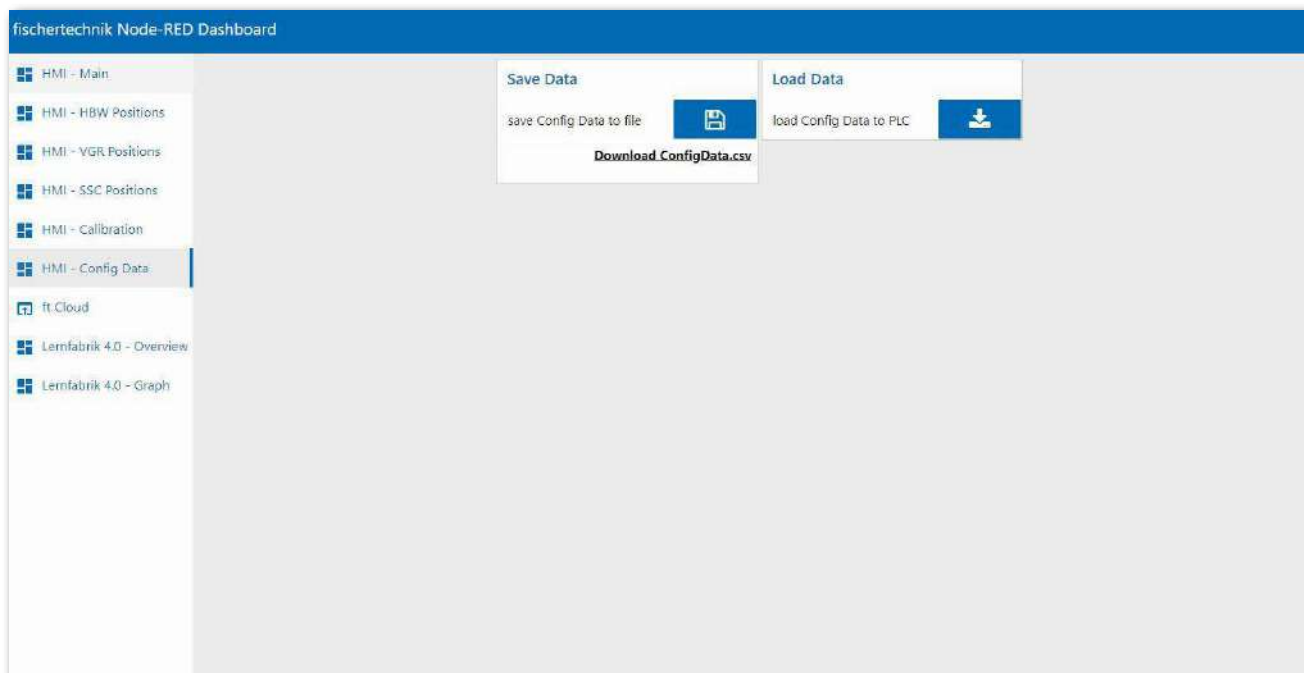 fischertechnik Node-RED Dashboard
HMI - Main
HMI - HBW Positions
HMI - VGR Positions
HMI - SSC Positions
HMI - Calibration
HMI - Config Data
ft Cloud
Lernfabrik 4.0 - Overview
Lernfabrik 4.0 - Graph
Save Data
save Config Data to file
Download ConfigData.csv
Load Data
load Config Data to PLC